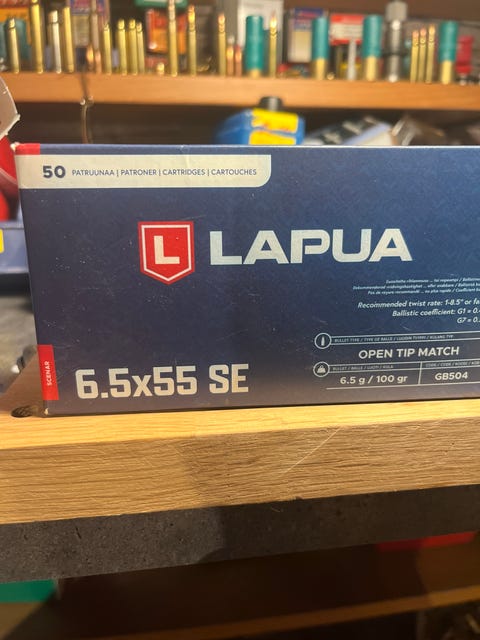 50 PATRUUNAA | PATRONER | CARTRIDGES | CARTOUCHES
L LAPUA
Recommended twist rate: 1-8.5" or
Ballistic coefficient: G1 =
G7 =
OPEN TIP MATCH
6.5 g / 100 gr
GB504
SCENAR
6.5x55 SE